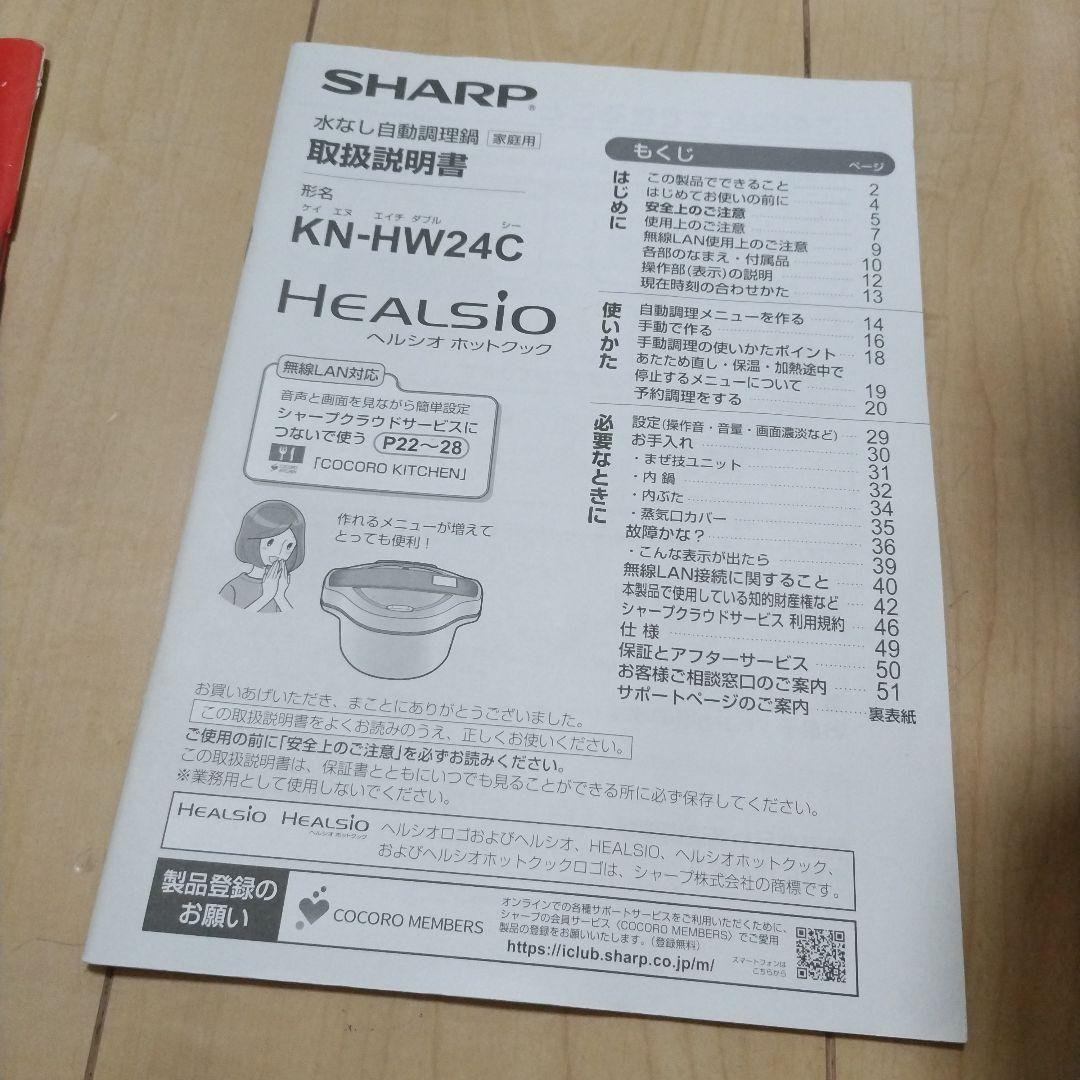 SHARP®
水なし自動調理鍋 家庭用
取扱説明書
形名
ケイ エヌ エイチ ダブル シー
KN-HW24C
HEALSiO
ヘルシオ ホットクック
無線LAN対応
音声と画面を見ながら簡単設定
シャープクラウドサービスに
つないで使う P22～28
COCORO KITCHEN
「COCORO KITCHEN」
作れるメニューが増えて
とっても便利！
もくじ ページ
はじめに
この製品でできること 2
はじめてお使いの前に 4
安全上のご注意 5
使用上のご注意 7
無線LAN使用上のご注意 9
各部のなまえ・付属品 10
操作部(表示)の説明 12
現在時刻の合わせかた 13
使いかた
自動調理メニューを作る 14
手動で作る 16
手動調理の使いかたポイント 18
あたため直し・保温・加熱途中で
停止するメニューについて 19
予約調理をする 20
必要なときに
設定(操作音・音量・画面濃淡など) 29
お手入れ 30
・まぜ技ユニット 31
・内鍋 32
・内ぶた 34
・蒸気口カバー 35
故障かな？ 36
・こんな表示が出たら 39
無線LAN接続に関すること 40
本製品で使用している知的財産権など 42
シャープクラウドサービス 利用規約 46
仕様 49
保証とアフターサービス 50
お客様ご相談窓口のご案内 51
サポートページのご案内 裏表紙
お買いあげいただき、まことにありがとうございました。
この取扱説明書をよくお読みのうえ、正しくお使いください。
ご使用の前に「安全上のご注意」を必ずお読みください。
この取扱説明書は、保証書とともにいつでも見ることができる所に必ず保存してください。
※業務用として使用しないでください。
HEALSiO HEALSiO ヘルシオロゴおよびヘルシオ、HEALSIO、ヘルシオホットクック、
ヘルシオ ホットクック
およびヘルシオホットクックロゴは、シャープ株式会社の商標です。
製品登録の
お願い
COCORO MEMBERS
オンラインでの各種サポートサービスをご利用いただくために、
シャープの会員サービス〈COCORO MEMBERS〉でご愛用
製品の登録をお願いいたします。（登録無料）
https://iclub.sharp.co.jp/m/
スマートフォンは
こちらから